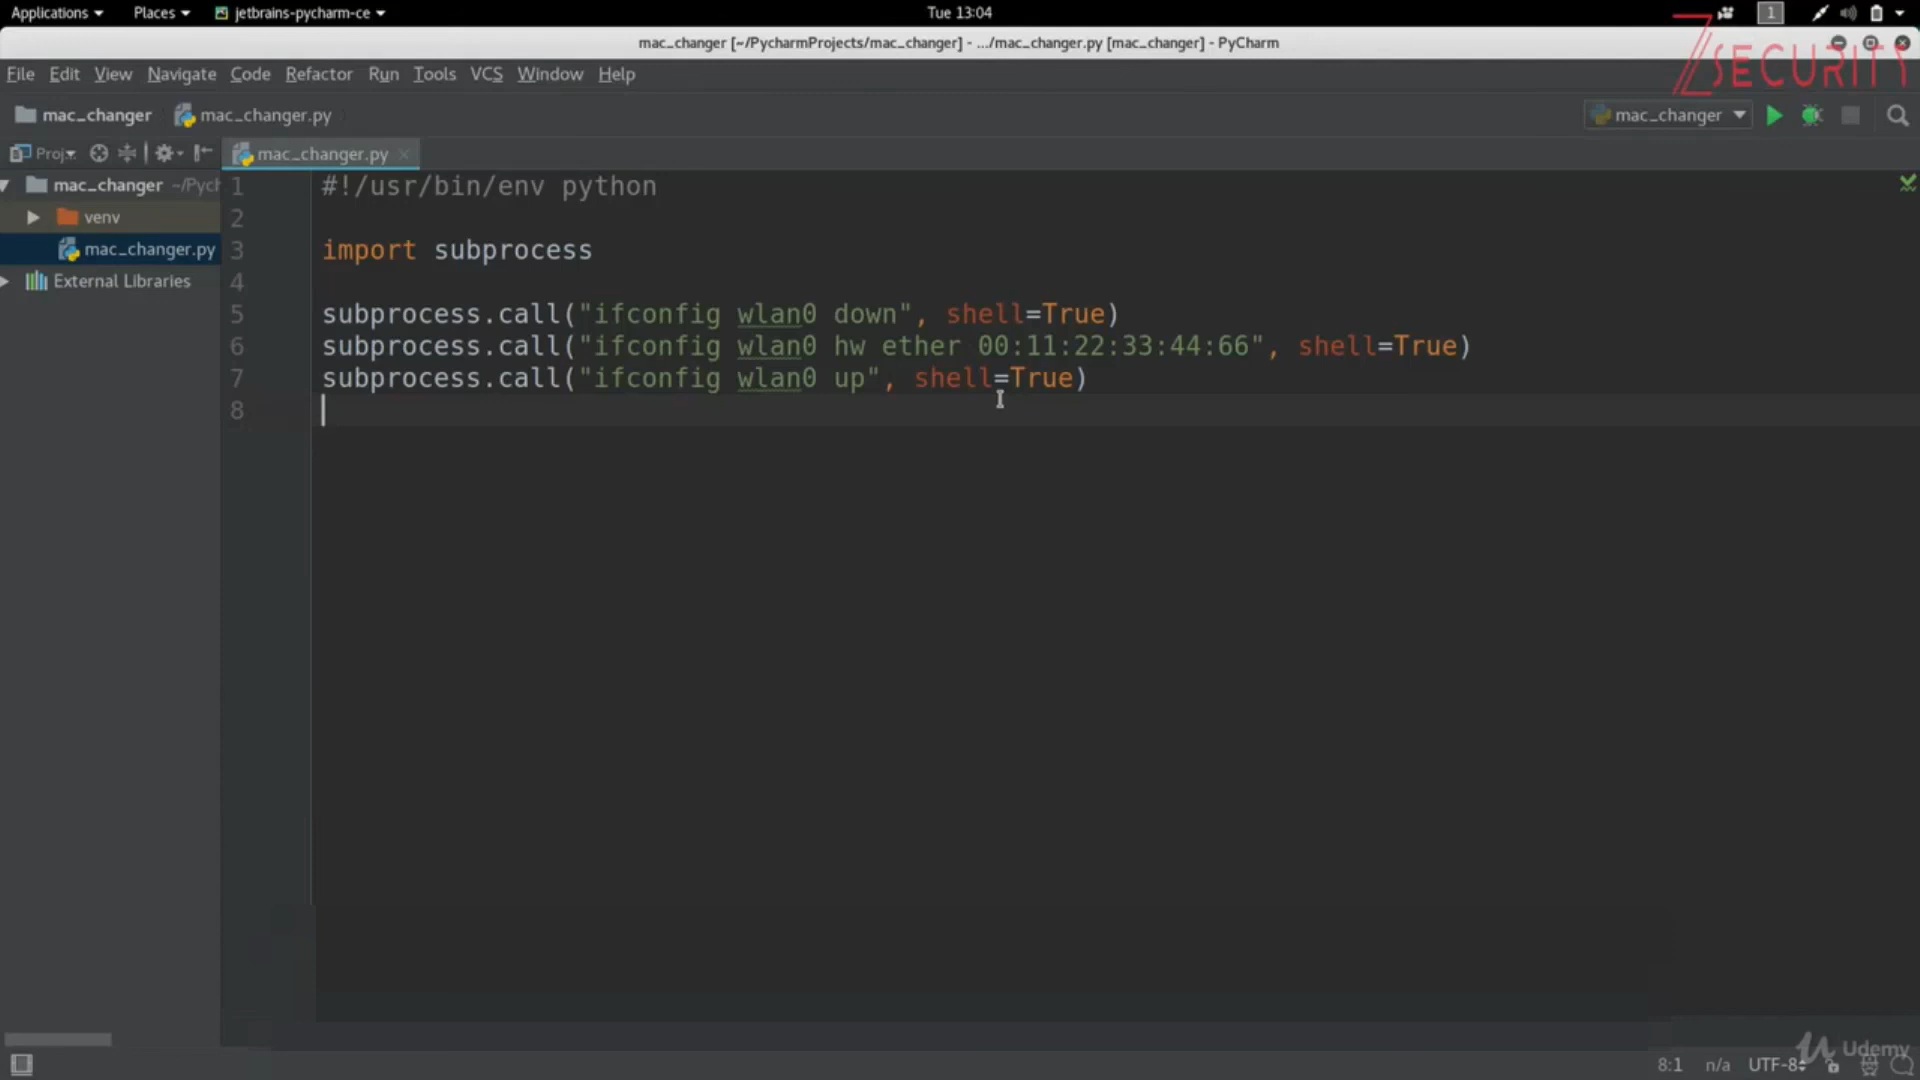 Applications Places jetbrains-pycharm-ce Tue 13:04 1
mac_changer [~/PycharmProjects/mac_changer] - .../mac_changer.py [mac_changer] - PyCharm
File Edit View Navigate Code Refactor Run Tools VCS Window Help
ZSECURITY
mac_changer mac_changer.py mac_changer
Proj mac_changer.py
mac_changer ~/Pych
venv
mac_changer.py
External Libraries
1 #!/usr/bin/env python
2
3 import subprocess
4
5 subprocess.call("ifconfig wlan0 down", shell=True)
6 subprocess.call("ifconfig wlan0 hw ether 00:11:22:33:44:66", shell=True)
7 subprocess.call("ifconfig wlan0 up", shell=True)
8
Udemy
8:1 n/a UTF-8